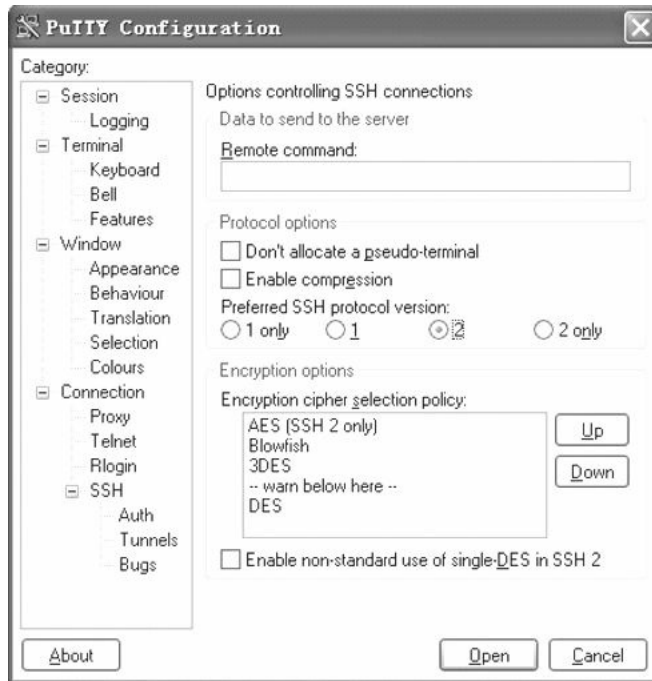 PuTTY Configuration
Category:
Session
Logging
Terminal
Keyboard
Bell
Features
Window
Appearance
Behaviour
Translation
Selection
Colours
Connection
Proxy
Telnet
Rlogin
SSH
Auth
Tunnels
Bugs
Options controlling SSH connections
Data to send to the server
Remote command:
Protocol options
Don't allocate a pseudo-terminal
Enable compression
Preferred SSH protocol version:
1 only 1 2 2 only
Encryption options
Encryption cipher selection policy:
AES (SSH 2 only)
Blowfish
3DES
-- warn below here --
DES
Up
Down
Enable non-standard use of single-DES in SSH 2
About
Open
Cancel